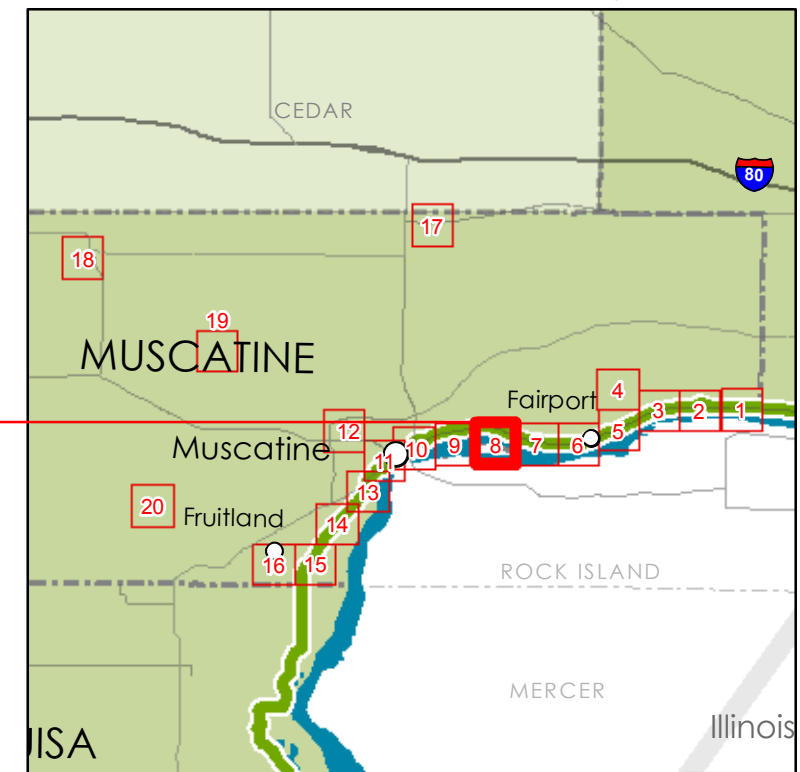 CEDAR
80
17
18
19
MUSCATINE
4
Fairport
3
2
1
12
5
Muscatine
11
10
9
8
7
6
13
20
Fruitland
14
16
15
ROCK ISLAND
MERCER
Illinois
JISA